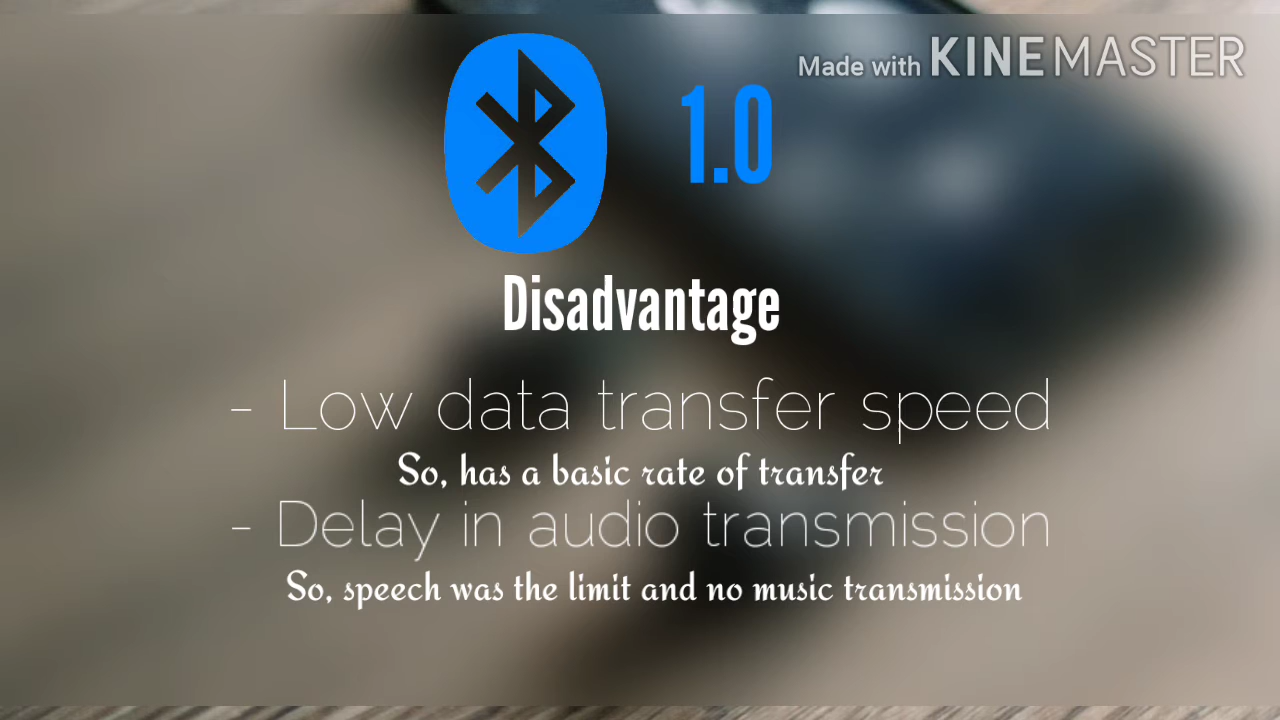 Made with KINEMASTER
1.0
Disadvantage
- Low data transfer speed
So, has a basic rate of transfer
- Delay in audio transmission
So, speech was the limit and no music transmission